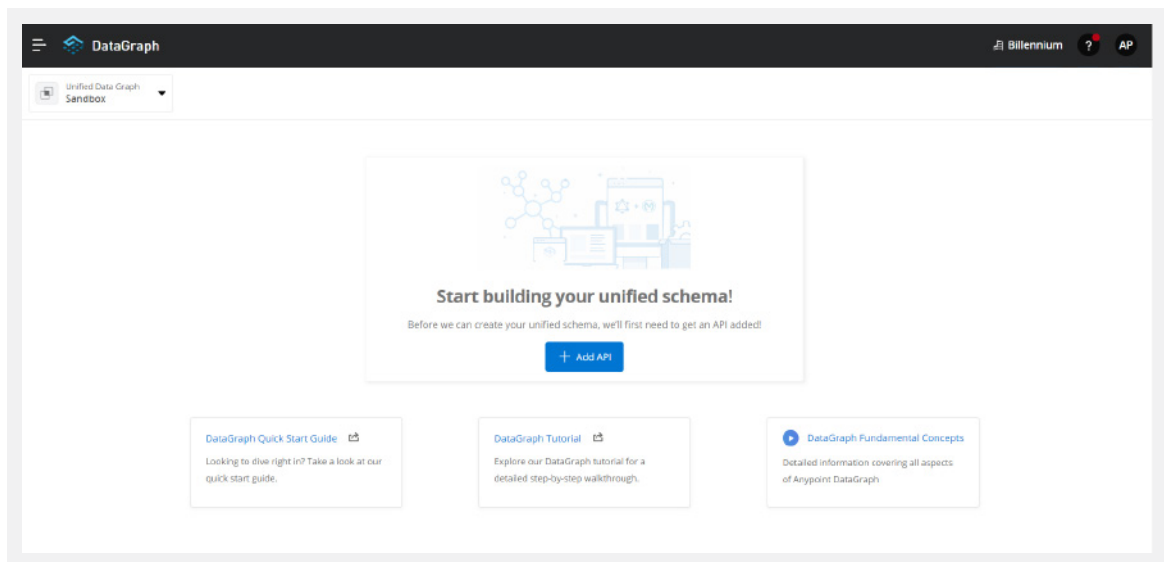 DataGraph
Billennium
?
AP
Unified Data Graph
Sandbox
Start building your unified schema!
Before we can create your unified schema, we'll first need to get an API added!
+ Add API
DataGraph Quick Start Guide
Looking to dive right in? Take a look at our
quick start guide.
DataGraph Tutorial
Explore our DataGraph tutorial for a
detailed step-by-step walkthrough.
DataGraph Fundamental Concepts
Detailed information covering all aspects
of Anypoint DataGraph